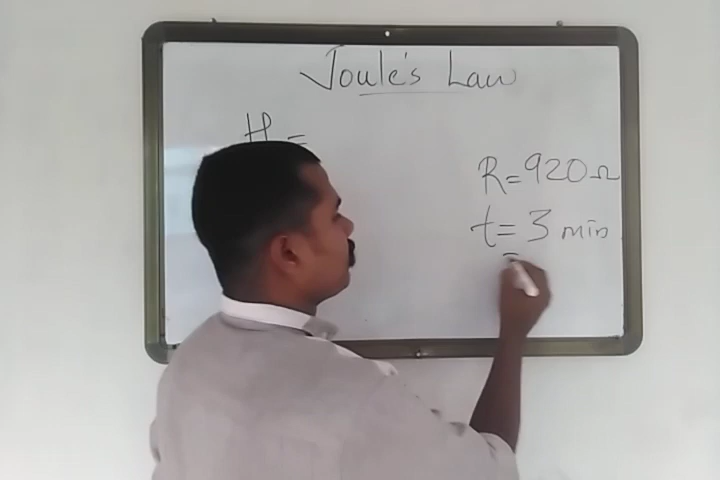 Joule's Law
H =
R = 920 Ω
t = 3 min
=